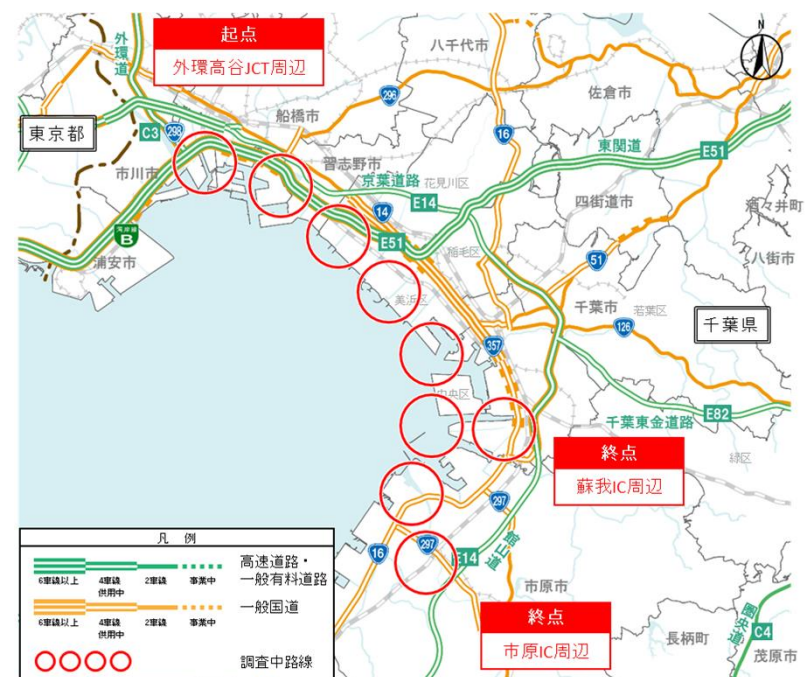 起点
外環高谷JCT周辺
N
八千代市
外環道
296
佐倉市
船橋市
16
東京都
C3
298
東関道
E51
習志野市
市川市
京葉道路
花見川区
E14
四街道市
酒々井町
14
湾岸線
B
E51
稲毛区
51
八街市
浦安市
美浜区
千葉市
若葉区
126
千葉県
357
中央区
E82
千葉東金道路
終点
蘇我IC周辺
緑区
297
館山道
16
297
E14
市原市
終点
市原IC周辺
圏央道
C4
長柄町
茂原市
凡 例
6車線以上
4車線
供用中
2車線
事業中
高速道路・
一般有料道路
6車線以上
4車線
供用中
2車線
事業中
一般国道
調査中路線